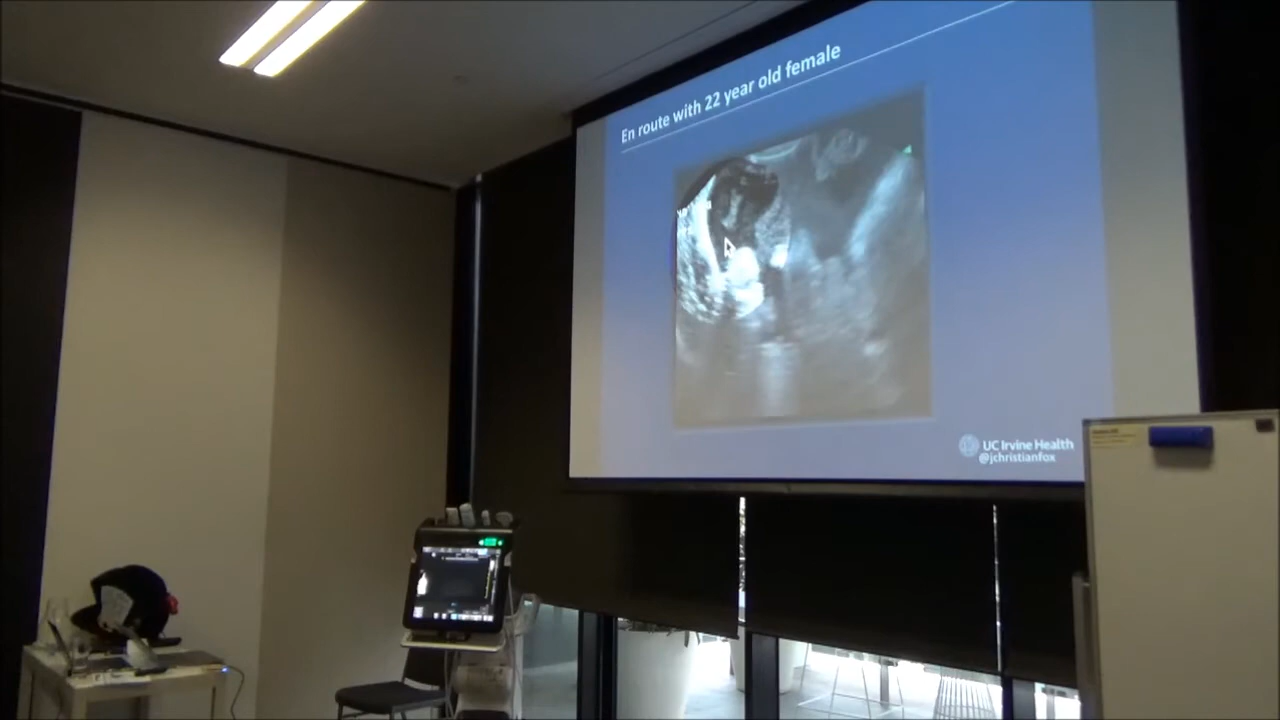 En route with 22 year old female
UC Irvine Health
@jchristianfox